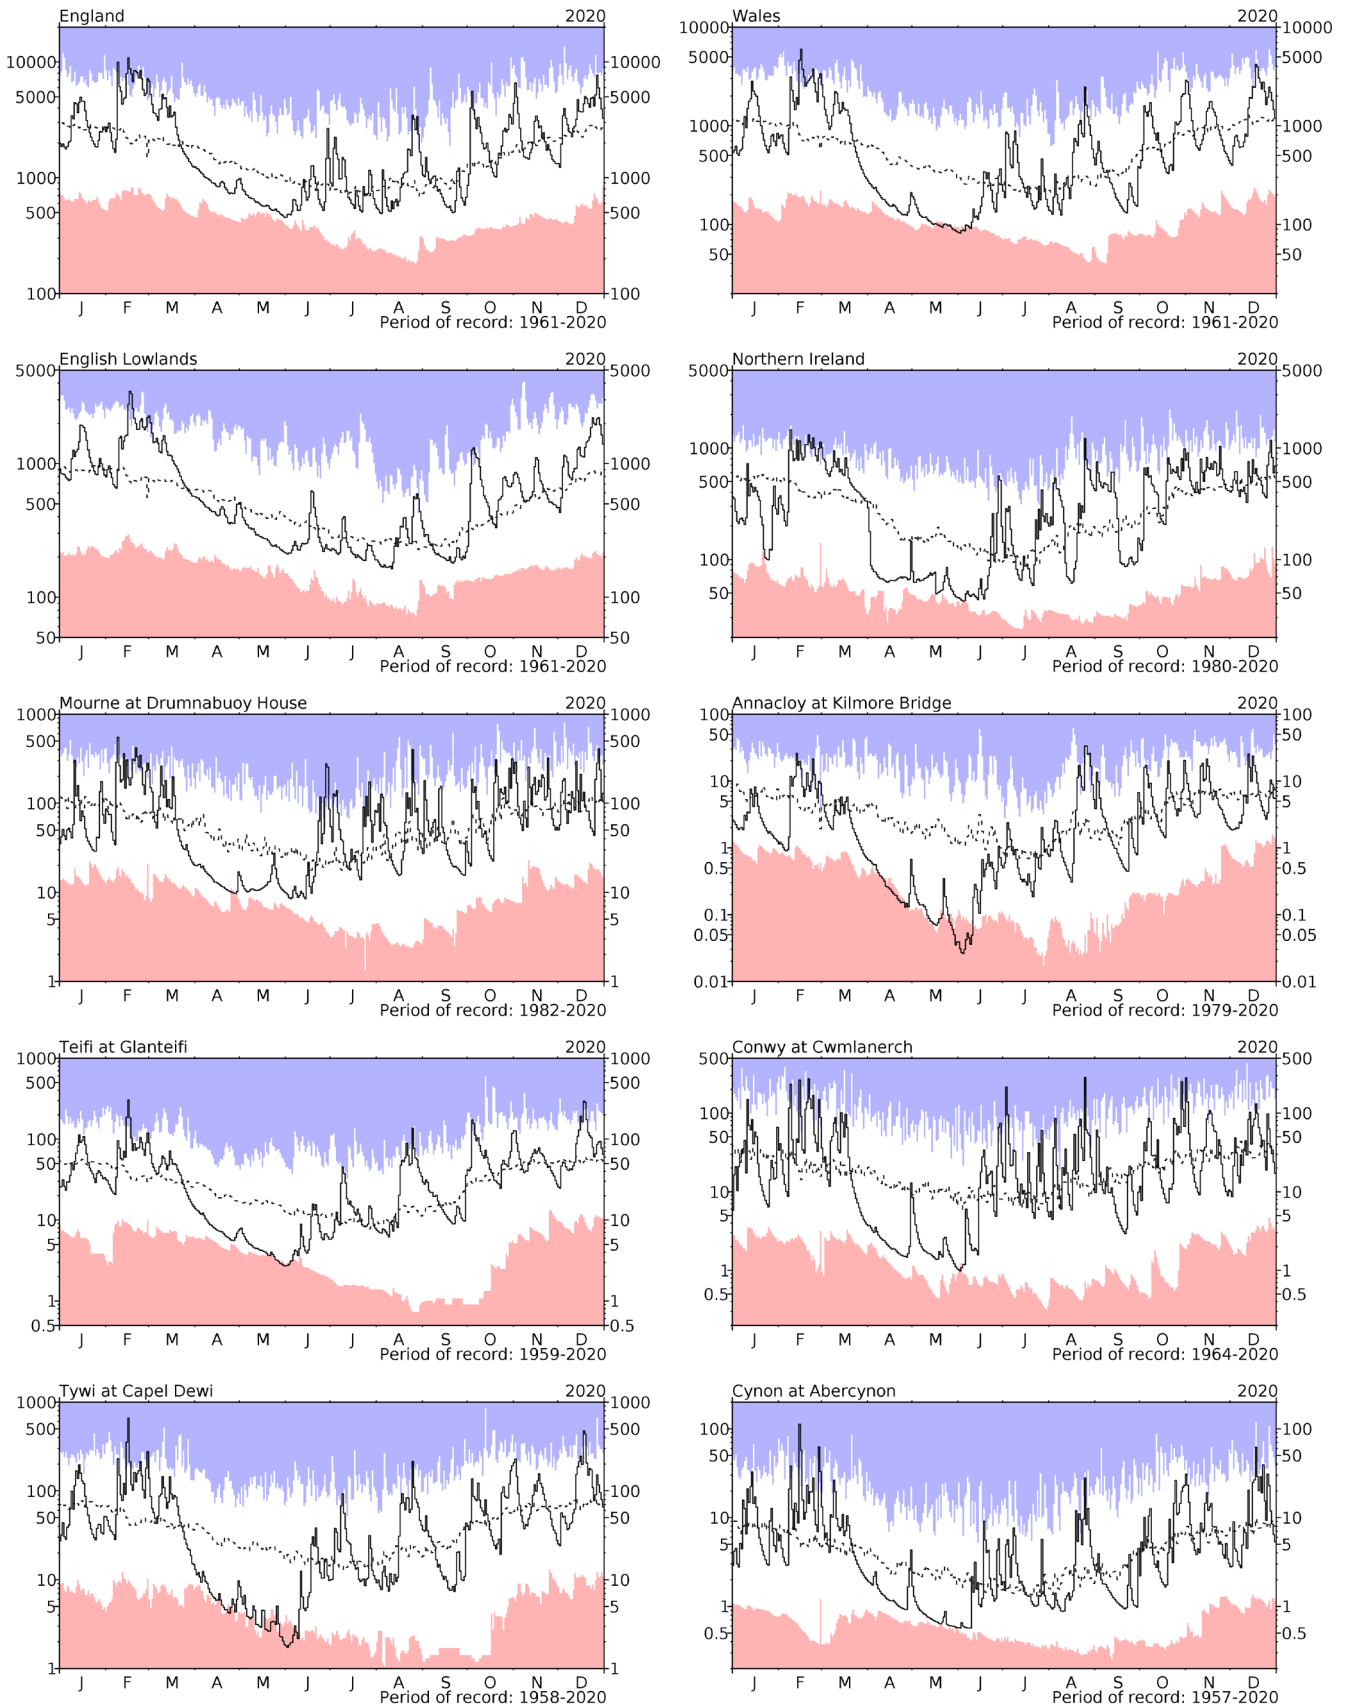 England 2020 Wales 2020
10000 10000 10000 10000
5000 5000 5000 5000
1000 1000 1000 1000
500 500 500 500
100 100 100 100
50 50
J F M A M J J A S O N D J F M A M J J A S O N D
Period of record: 1961-2020 Period of record: 1961-2020
English Lowlands 2020 Northern Ireland 2020
5000 5000 5000 5000
1000 1000 1000 1000
500 500 500 500
100 100 100 100
50 50 50 50
J F M A M J J A S O N D J F M A M J J A S O N D
Period of record: 1961-2020 Period of record: 1980-2020
Mourne at Drumnabuoy House 2020 Annacloy at Kilmore Bridge 2020
1000 1000 100 100
500 500 50 50
100 100 10 10
50 50 5 5
10 10 1 1
5 5 0.5 0.5
0.1 0.1
0.05 0.05
1 1 0.01 0.01
J F M A M J J A S O N D J F M A M J J A S O N D
Period of record: 1982-2020 Period of record: 1979-2020
Teifi at Glanteifi 2020 Conwy at Cwmlanerch 2020
1000 1000 500 500
500 500
100 100 100 100
50 50 50 50
10 10 10 10
5 5 5 5
1 1 1 1
0.5 0.5 0.5 0.5
J F M A M J J A S O N D J F M A M J J A S O N D
Period of record: 1959-2020 Period of record: 1964-2020
Tywi at Capel Dewi 2020 Cynon at Abercynon 2020
1000 1000
500 500 100 100
50 50
100 100
50 50 10 10
5 5
10 10
5 5 1 1
0.5 0.5
1 1
J F M A M J J A S O N D J F M A M J J A S O N D
Period of record: 1958-2020 Period of record: 1957-2020